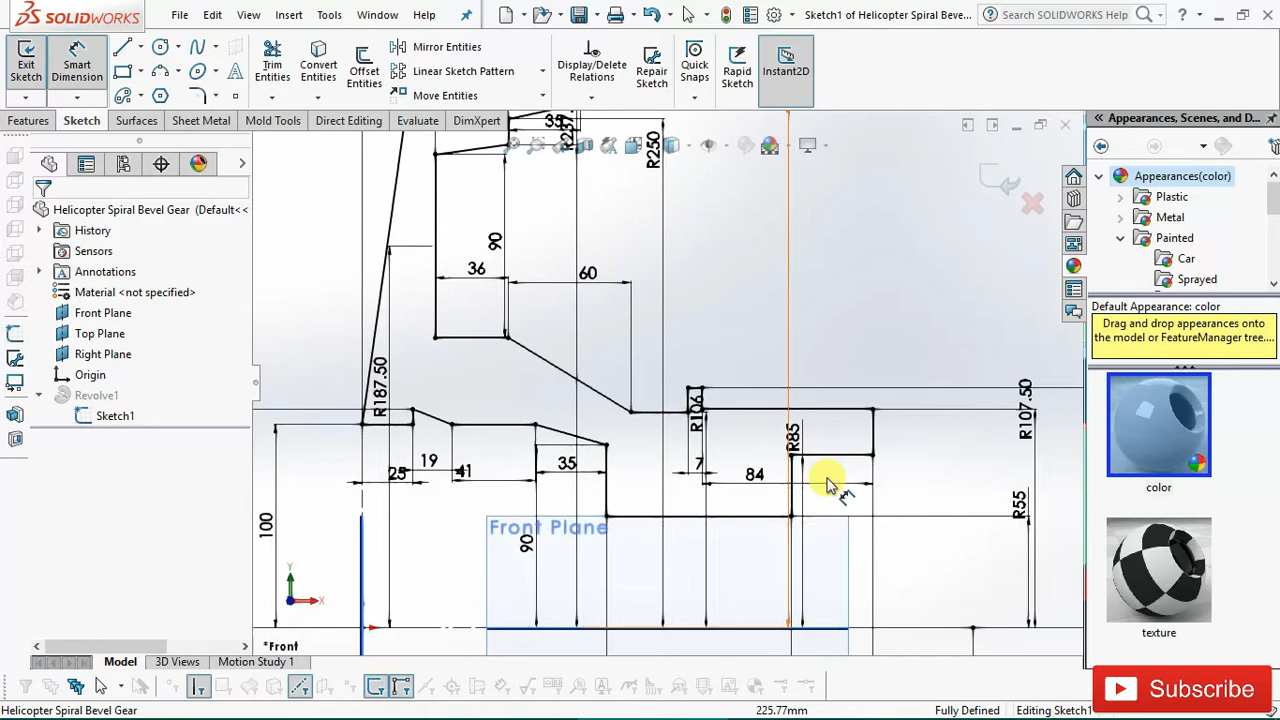 SOLIDWORKS
File
Edit
View
Insert
Tools
Window
Help
Sketch1 of Helicopter Spiral Beve...
Search SOLIDWORKS Help
Exit Sketch
Smart Dimension
Trim Entities
Convert Entities
Offset Entities
Mirror Entities
Linear Sketch Pattern
Move Entities
Display/Delete Relations
Repair Sketch
Quick Snaps
Rapid Sketch
Instant2D
Features
Sketch
Surfaces
Sheet Metal
Mold Tools
Direct Editing
Evaluate
DimXpert
Appearances, Scenes, and D...
Helicopter Spiral Bevel Gear (Default<<
History
Sensors
Annotations
Material <not specified>
Front Plane
Top Plane
Right Plane
Origin
Revolve1
Sketch1
35
R250
90
36
60
R187.50
R106
R107.50
R85
19
41
25
35
7
84
100
90
R55
Front Plane
Y
X
*Front
Appearances(color)
Plastic
Metal
Painted
Car
Sprayed
Default Appearance: color
Drag and drop appearances onto
the model or FeatureManager tree....
color
texture
Model
3D Views
Motion Study 1
Subscribe
Helicopter Spiral Bevel Gear
225.77mm
Fully Defined
Editing Sketch1